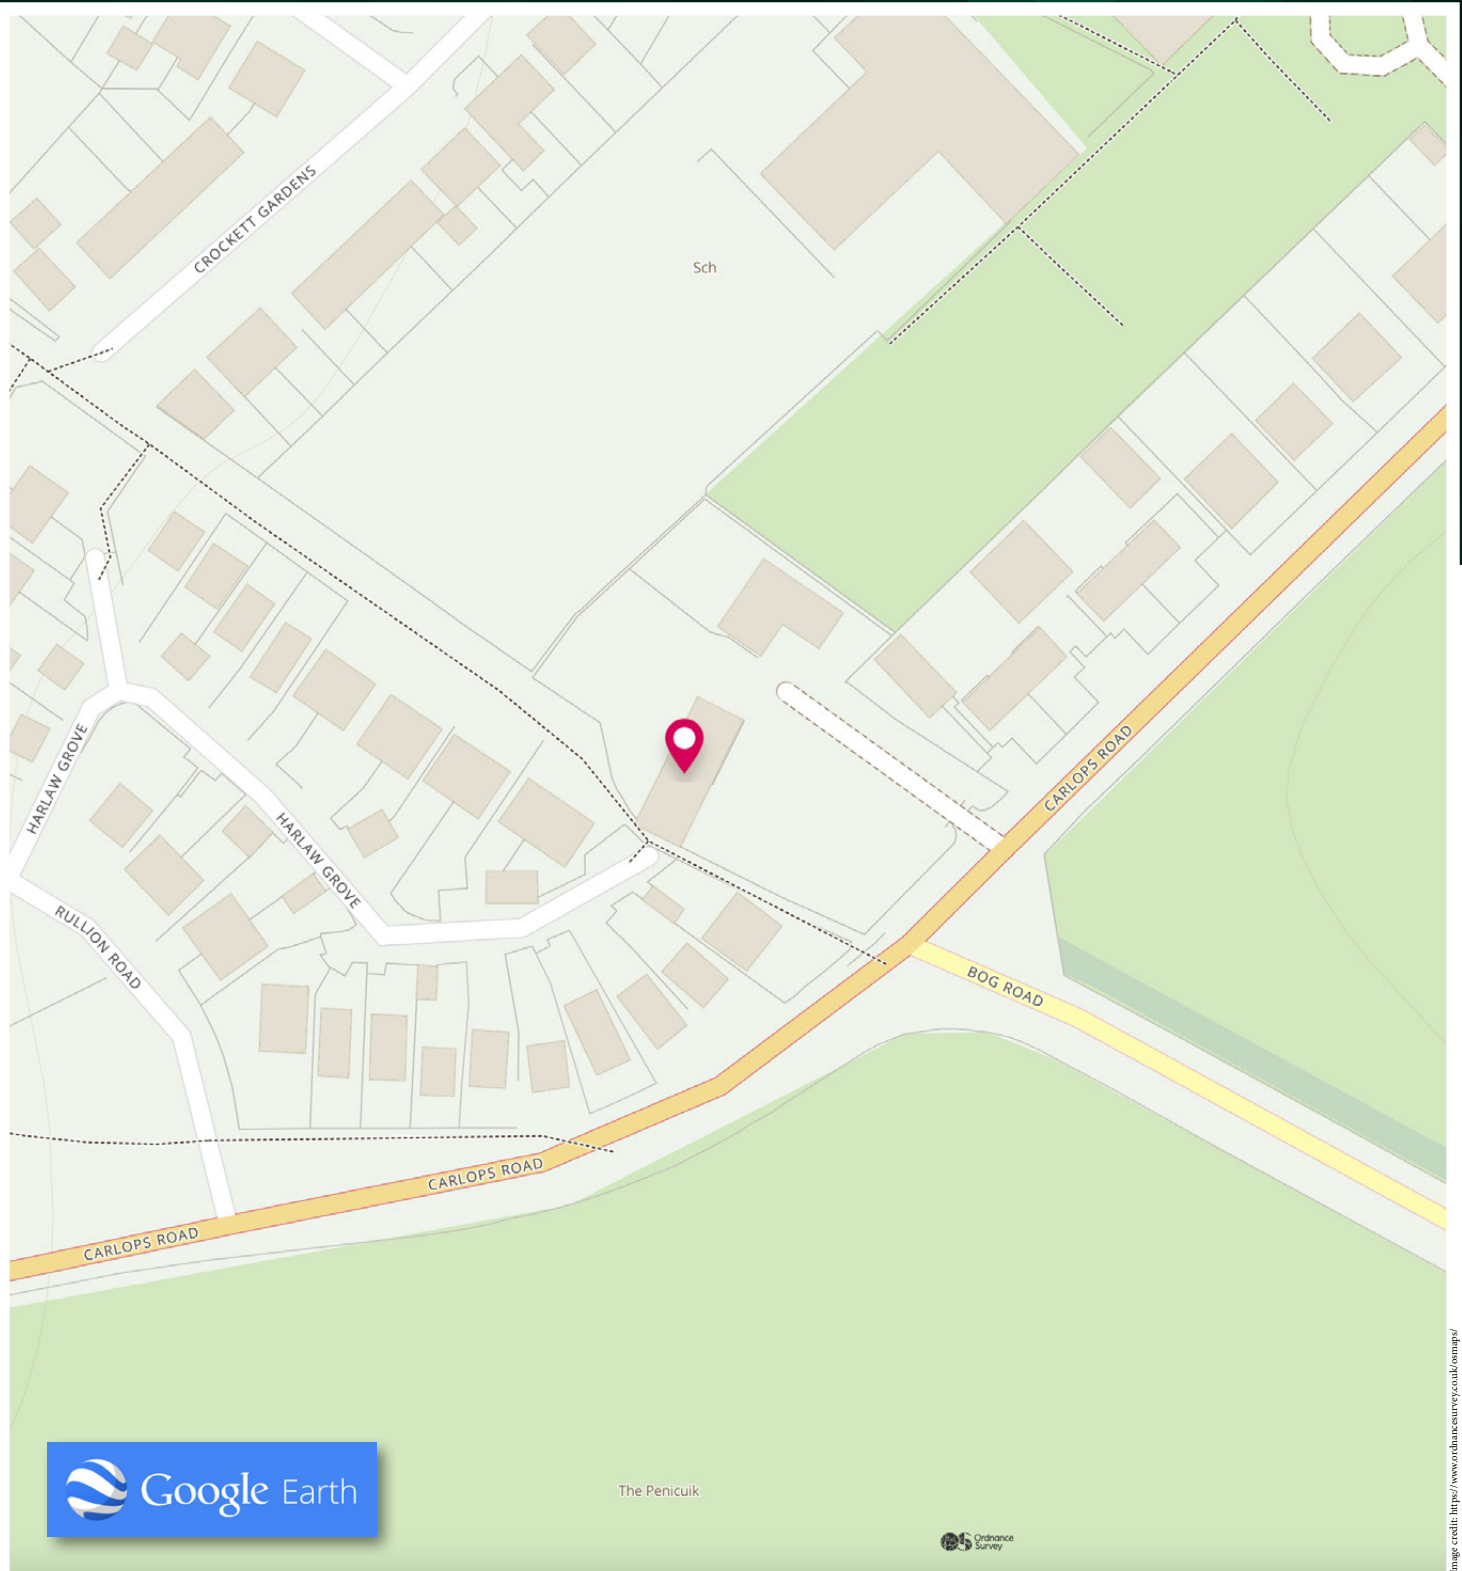 CROCKETT GARDENS
Sch
CARLOPS ROAD
HARLAW GROVE
HARLAW GROVE
RULLION ROAD
BOG ROAD
CARLOPS ROAD
CARLOPS ROAD
The Penicuik
Google Earth
Ordnance
Survey
Image credit: https://www.ordnancesurvey.co.uk/osmaps/